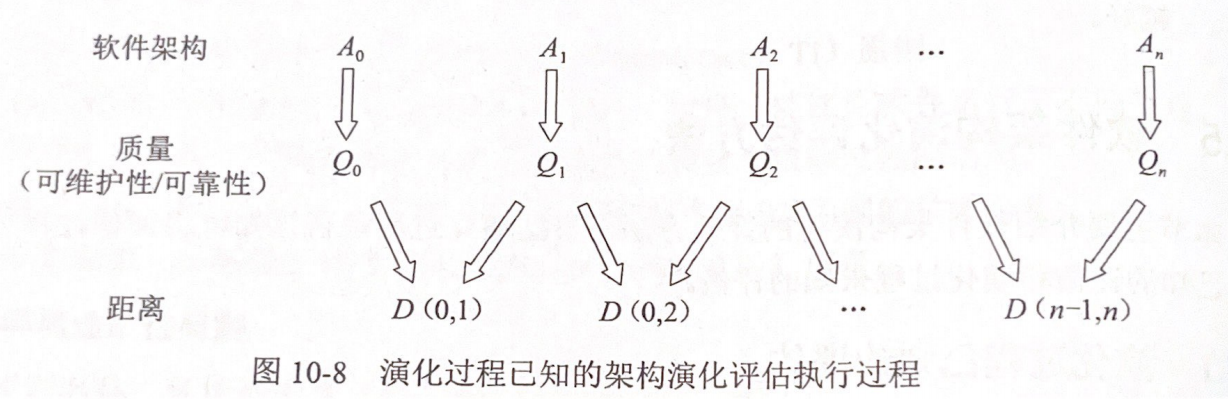 软件架构 A₀ A₁ A₂ … Aₙ
质量
（可维护性/可靠性） Q₀ Q₁ Q₂ … Qₙ
距离 D (0,1) D (0,2) … D (n−1,n)
图 10-8 演化过程已知的架构演化评估执行过程